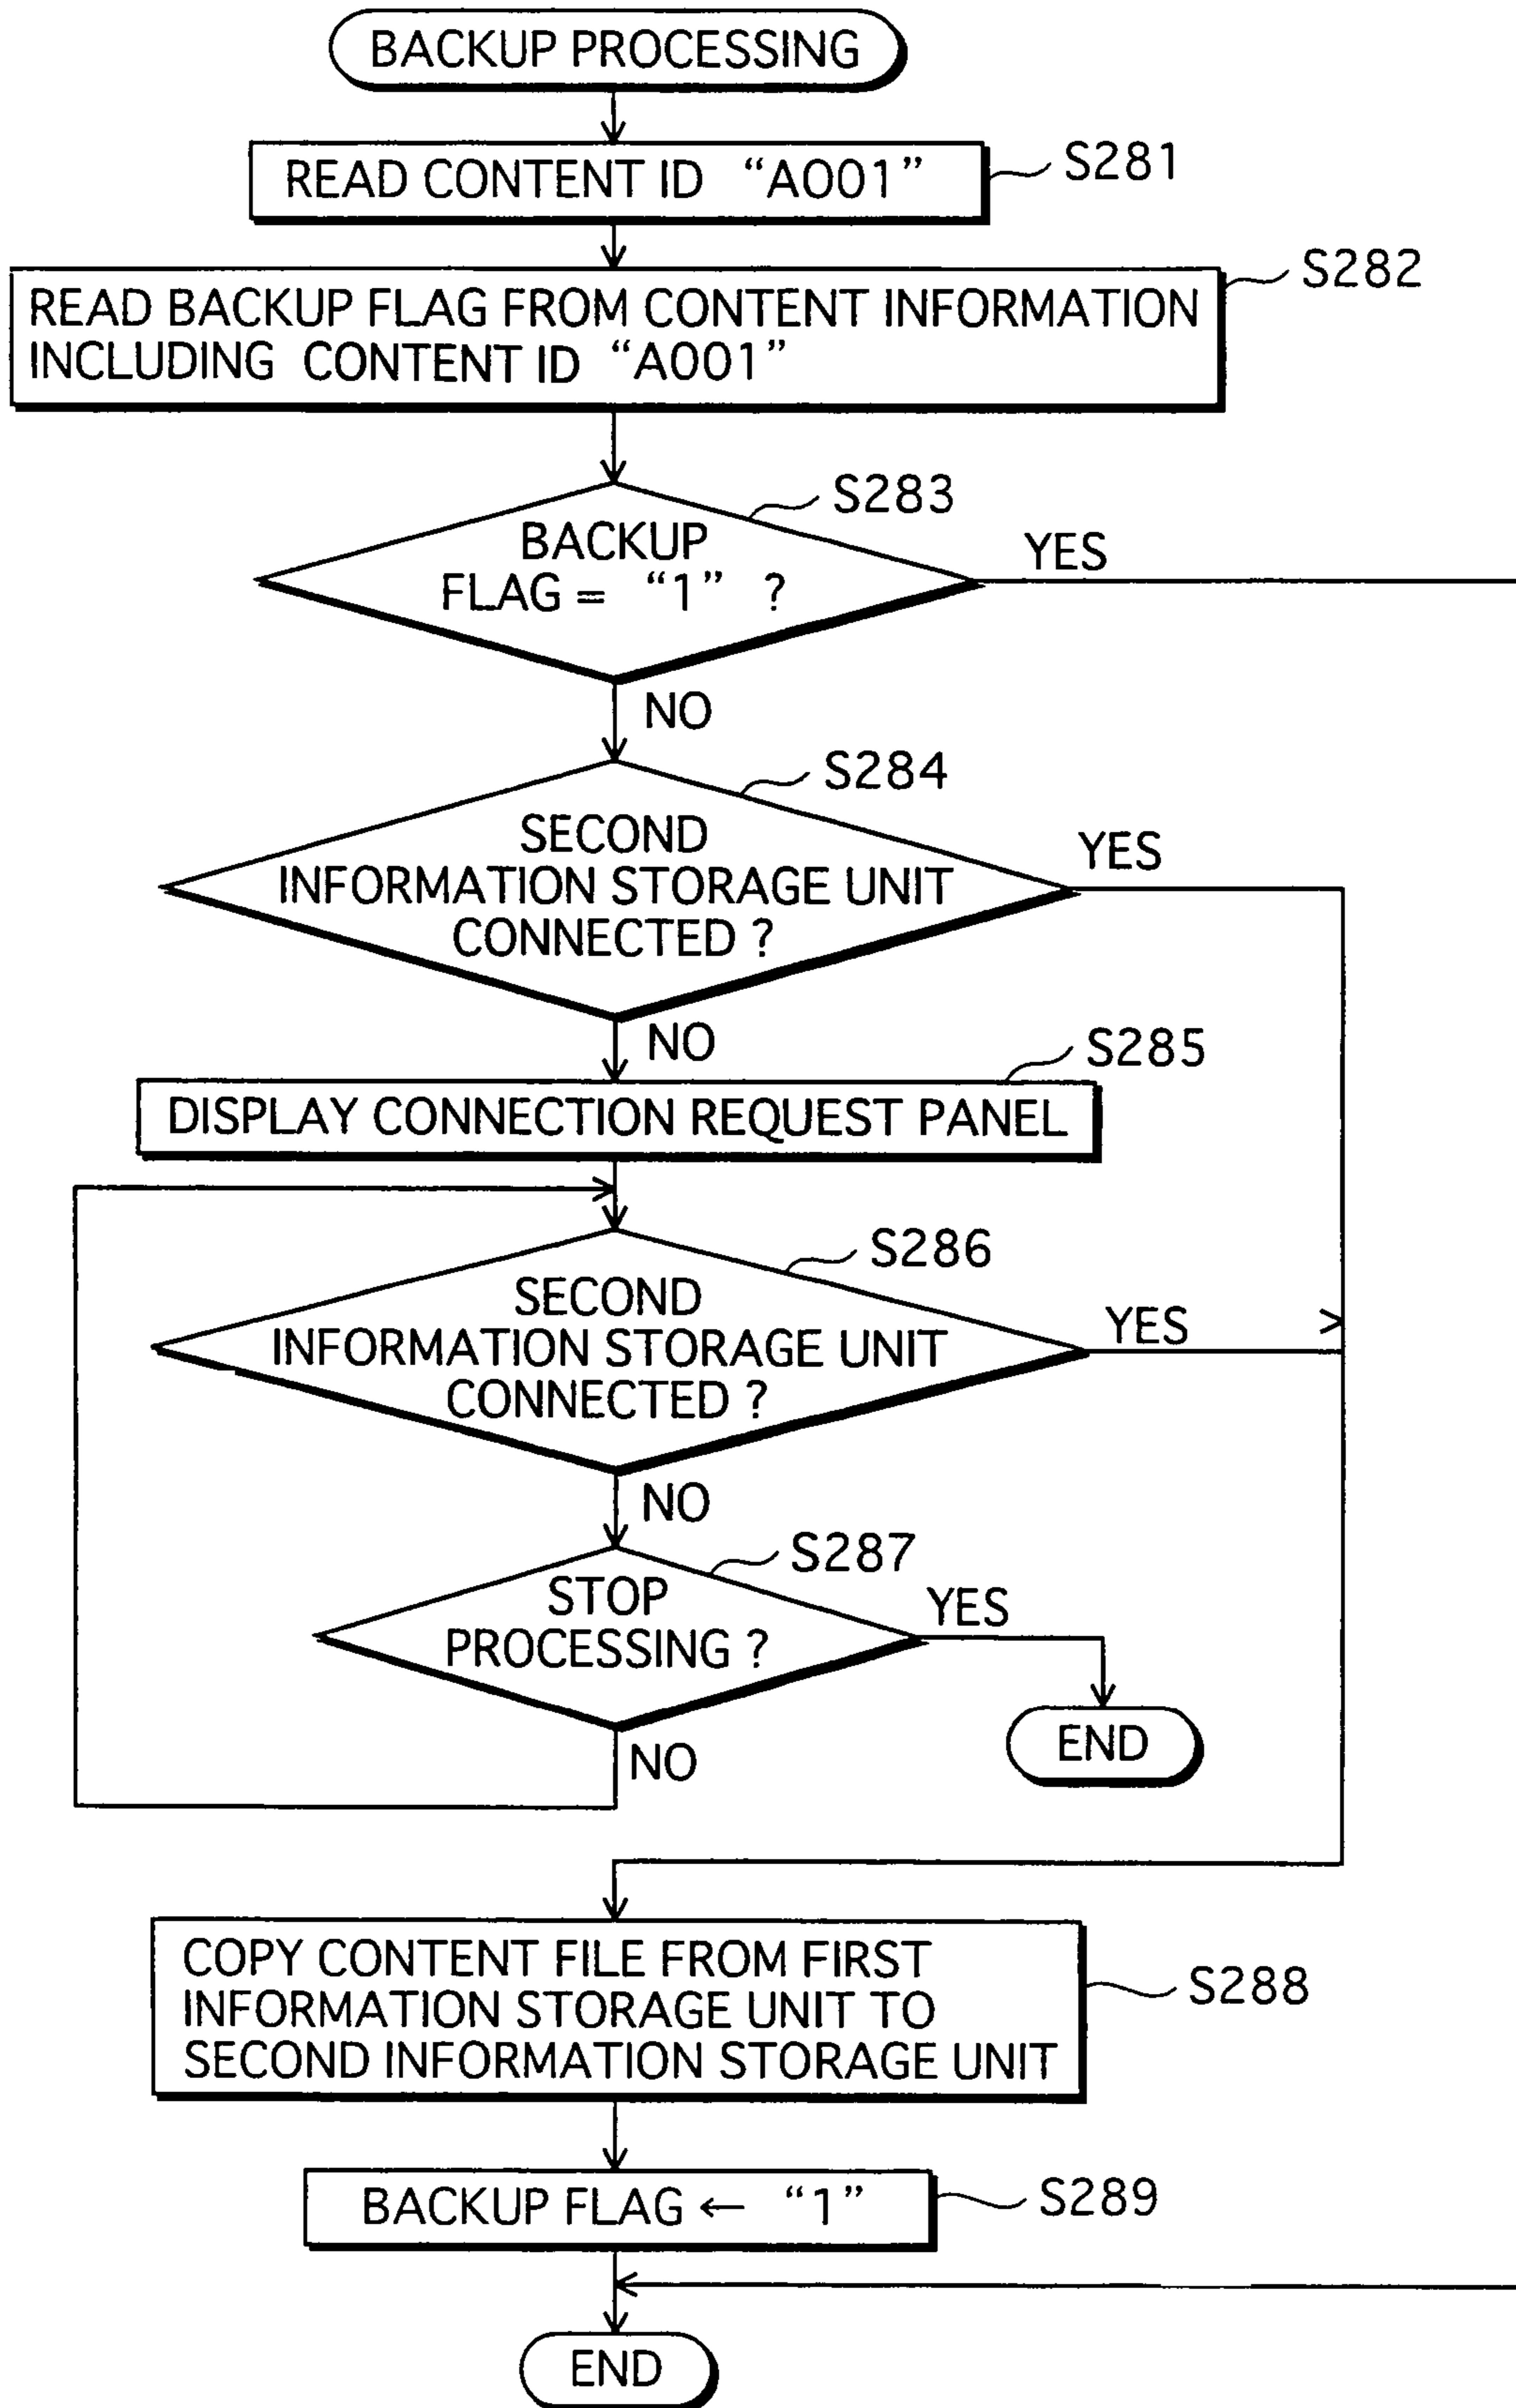 BACKUP PROCESSING
READ CONTENT ID “A001”
S281
S282
READ BACKUP FLAG FROM CONTENT INFORMATION
INCLUDING CONTENT ID “A001”
S283
BACKUP
FLAG = “1” ?
YES
NO
S284
SECOND
INFORMATION STORAGE UNIT
CONNECTED ?
YES
NO
S285
DISPLAY CONNECTION REQUEST PANEL
S286
SECOND
INFORMATION STORAGE UNIT
CONNECTED ?
YES
NO
S287
STOP
PROCESSING ?
YES
END
NO
COPY CONTENT FILE FROM FIRST
INFORMATION STORAGE UNIT TO
SECOND INFORMATION STORAGE UNIT
S288
BACKUP FLAG ← “1”
S289
END